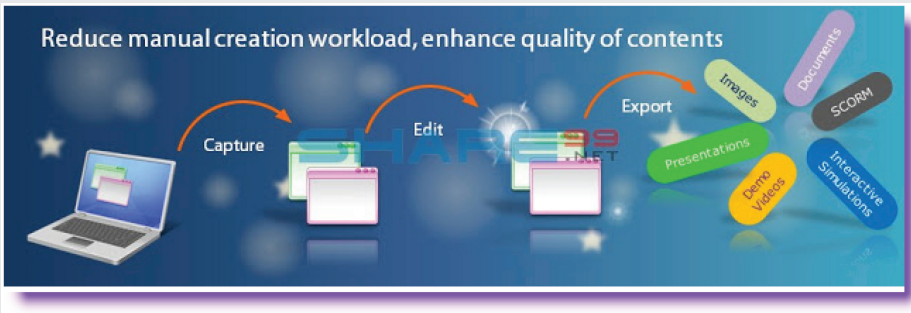 Reduce manual creation workload, enhance quality of contents
Capture
Edit
Export
Images
Documents
SCORM
Presentations
Demo
Videos
Interactive
Simulations
SHARE99
.NET